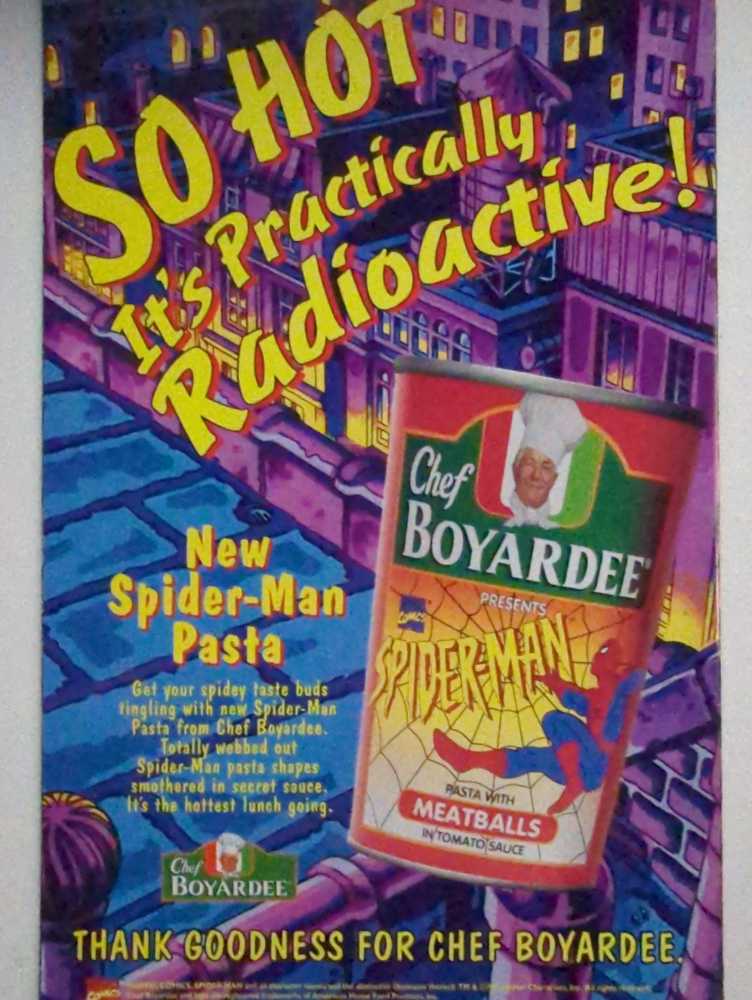 SO HOT
It's Practically
Radioactive!
Chef
BOYARDEE
PRESENTS
COMICS
SPIDER-MAN
PASTA WITH
MEATBALLS
IN TOMATO SAUCE
New
Spider-Man
Pasta
Get your spidey taste buds
tingling with new Spider-Man
Pasta from Chef Boyardee.
Totally webbed out
Spider-Man pasta shapes
smothered in secret sauce.
It's the hottest lunch going.
Chef
BOYARDEE
THANK GOODNESS FOR CHEF BOYARDEE.
COMICS